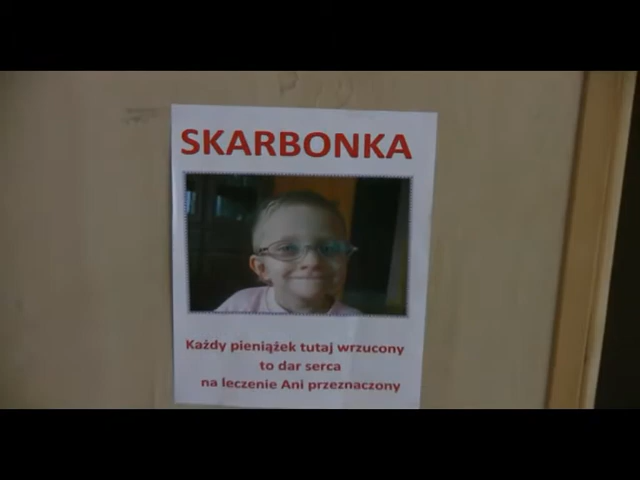 SKARBONKA
Każdy pieniążek tutaj wrzucony
to dar serca
na leczenie Ani przeznaczony